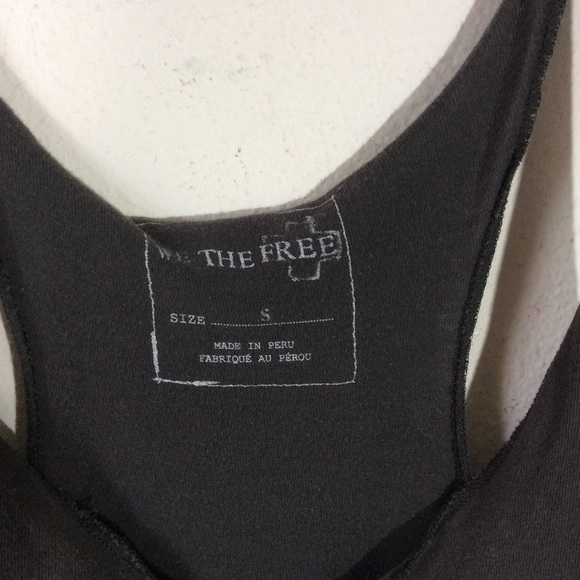 WE THE FREE
SIZE S
MADE IN PERU
FABRIQUÉ AU PÉROU